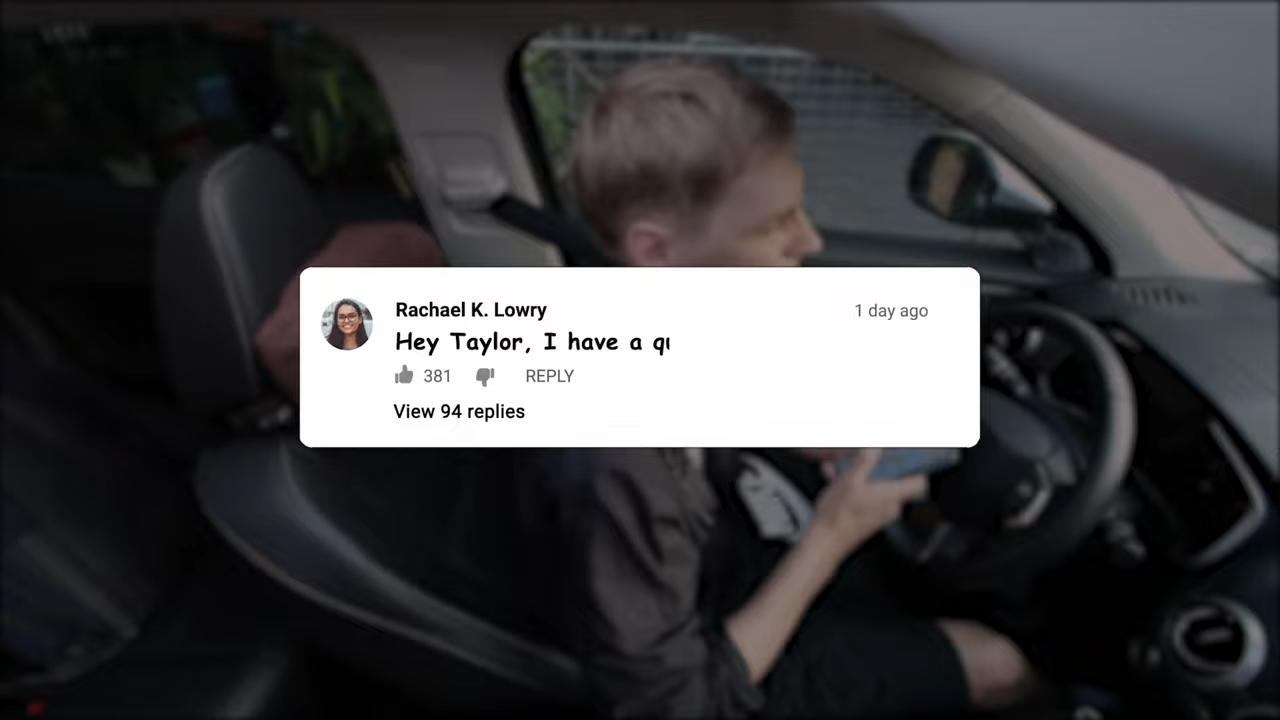 Rachael K. Lowry
1 day ago
Hey Taylor, I have a
381
REPLY
View 94 replies